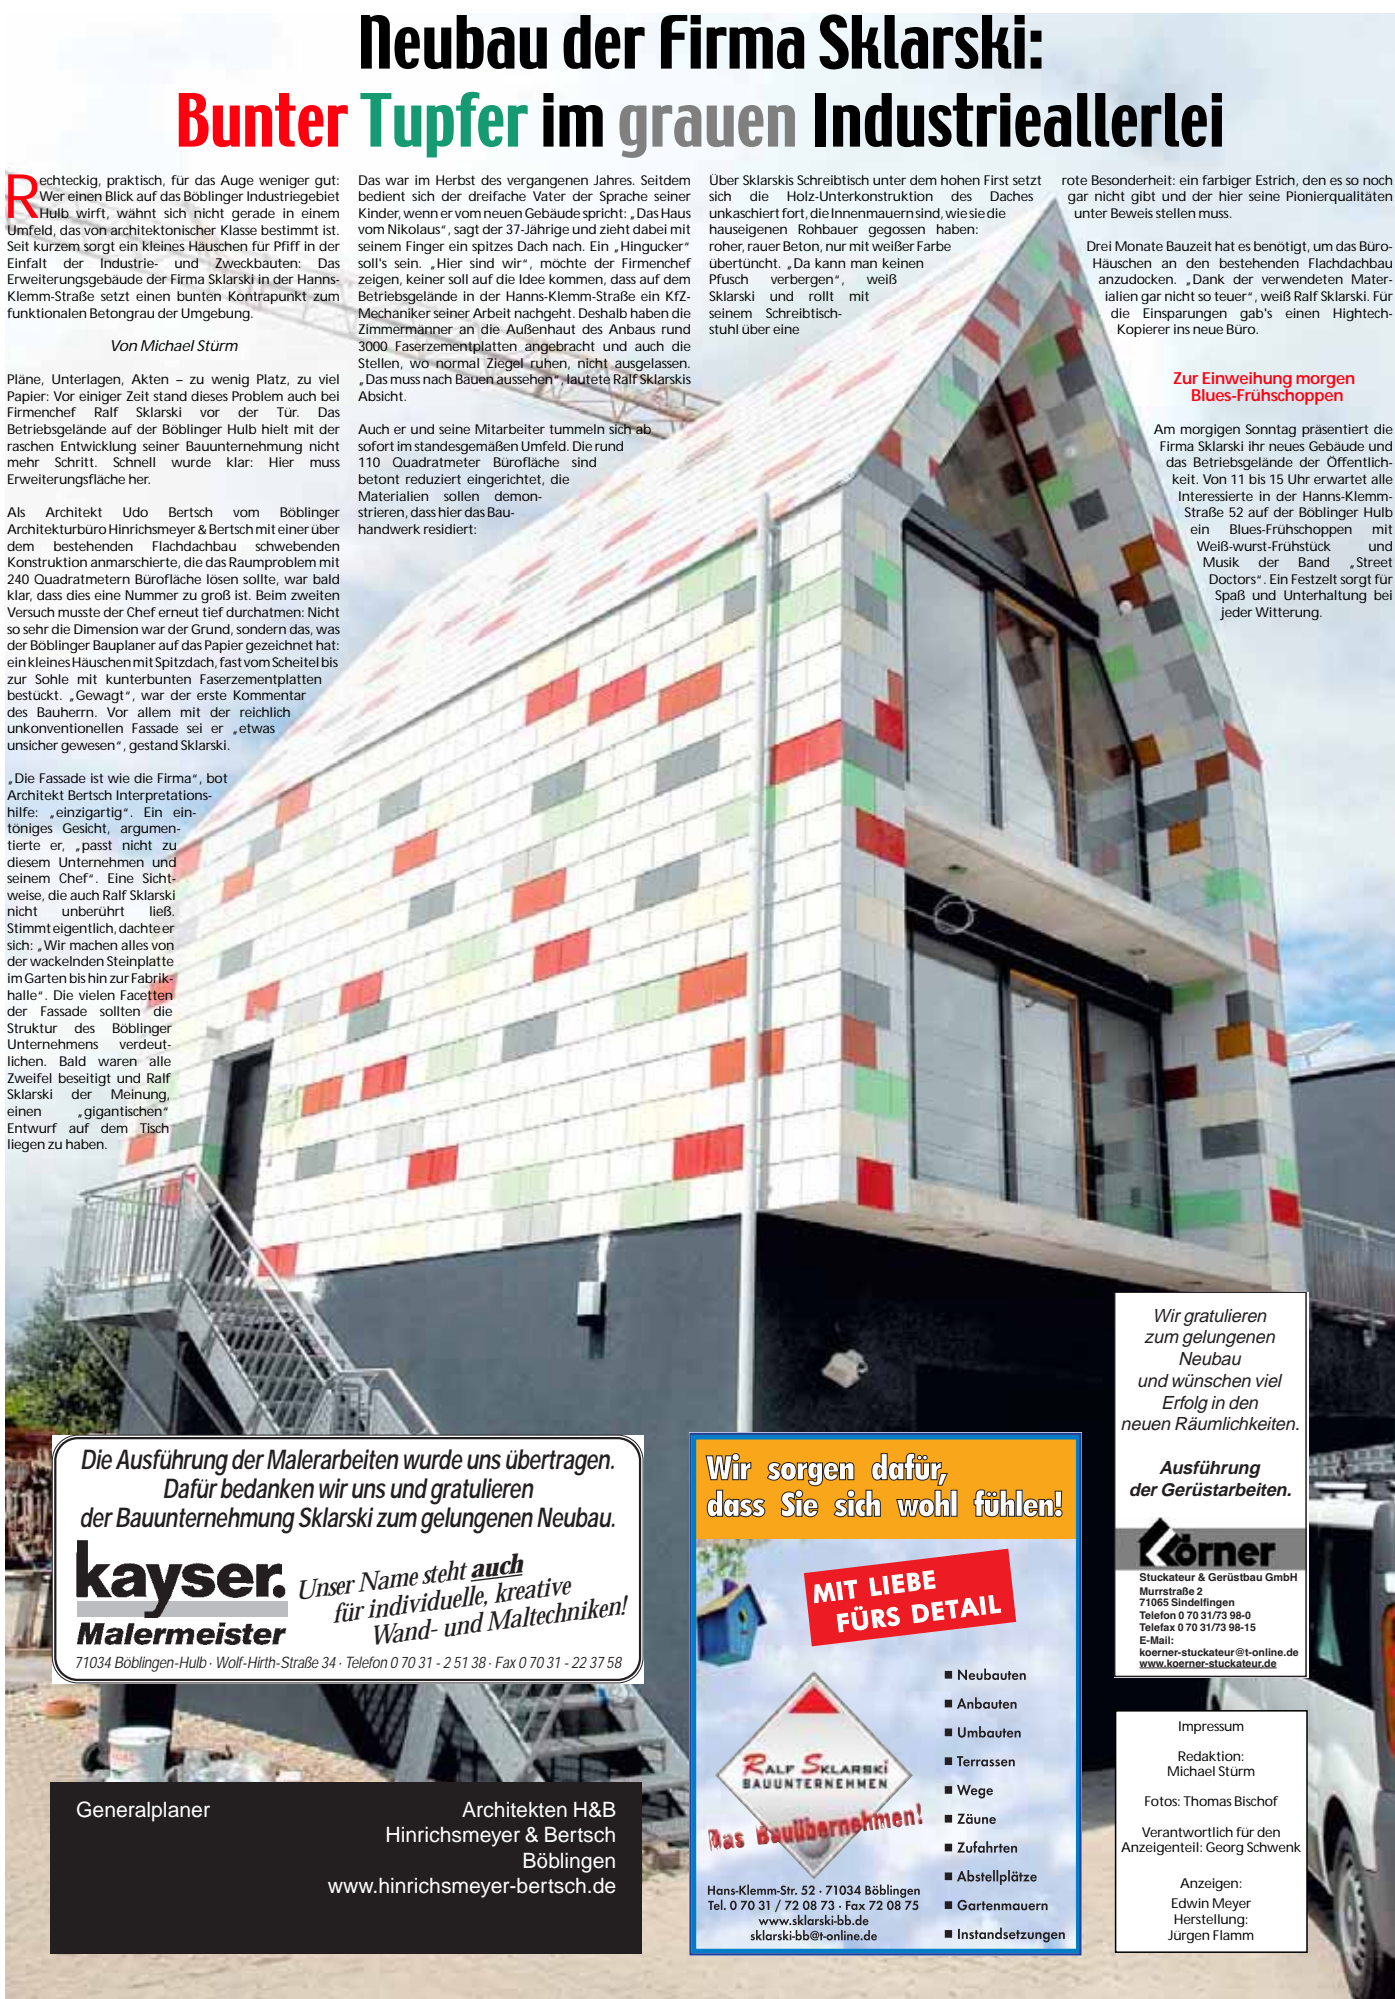 Neubau der Firma Sklarski:
Bunter Tupfer im grauen Industrieallerlei
Rechteckig, praktisch, für das Auge weniger gut:
Wer einen Blick auf das Böblinger Industriegebiet
Hulb wirft, wähnt sich nicht gerade in einem
Umfeld, das von architektonischer Klasse bestimmt ist.
Seit kurzem sorgt ein kleines Häuschen für Pfiff in der
Einfalt der Industrie- und Zweckbauten: Das
Erweiterungsgebäude der Firma Sklarski in der Hanns-
Klemm-Straße setzt einen bunten Kontrapunkt zum
funktionalen Betongrau der Umgebung.
Von Michael Stürm
Pläne, Unterlagen, Akten – zu wenig Platz, zu viel
Papier: Vor einiger Zeit stand dieses Problem auch bei
Firmenchef Ralf Sklarski vor der Tür. Das
Betriebsgelände auf der Böblinger Hulb hielt mit der
raschen Entwicklung seiner Bauunternehmung nicht
mehr Schritt. Schnell wurde klar: Hier muss
Erweiterungsfläche her.
Als Architekt Udo Bertsch vom Böblinger
Architekturbüro Hinrichsmeyer & Bertsch mit einer über
dem bestehenden Flachdachbau schwebenden
Konstruktion anmarschierte, die das Raumproblem mit
240 Quadratmetern Bürofläche lösen sollte, war bald
klar, dass dies eine Nummer zu groß ist. Beim zweiten
Versuch musste der Chef erneut tief durchatmen: Nicht
so sehr die Dimension war der Grund, sondern das, was
der Böblinger Bauplaner auf das Papier gezeichnet hat:
ein kleines Häuschen mit Spitzdach, fast vom Scheitel bis
zur Sohle mit kunterbunten Faserzementplatten
bestückt. „Gewagt“, war der erste Kommentar
des Bauherrn. Vor allem mit der reichlich
unkonventionellen Fassade sei er „etwas
unsicher gewesen“, gestand Sklarski.
„Die Fassade ist wie die Firma“, bot
Architekt Bertsch Interpretations-
hilfe: „einzigartig“. Ein ein-
töniges Gesicht, argumen-
tierte er, „passt nicht zu
diesem Unternehmen und
seinem Chef“. Eine Sicht-
weise, die auch Ralf Sklarski
nicht unberührt ließ.
Stimmt eigentlich, dachte er
sich: „Wir machen alles von
der wackelnden Steinplatte
im Garten bis hin zur Fabrik-
halle“. Die vielen Facetten
der Fassade sollten die
Struktur des Böblinger
Unternehmens verdeut-
lichen. Bald waren alle
Zweifel beseitigt und Ralf
Sklarski der Meinung,
einen „gigantischen“
Entwurf auf dem Tisch
liegen zu haben.
Das war im Herbst des vergangenen Jahres. Seitdem
bedient sich der dreifache Vater der Sprache seiner
Kinder, wenn er vom neuen Gebäude spricht: „Das Haus
vom Nikolaus“, sagt der 37-Jährige und zieht dabei mit
seinem Finger ein spitzes Dach nach. Ein „Hingucker“
soll's sein. „Hier sind wir“, möchte der Firmenchef
zeigen, keiner soll auf die Idee kommen, dass auf dem
Betriebsgelände in der Hanns-Klemm-Straße ein KfZ-
Mechaniker seiner Arbeit nachgeht. Deshalb haben die
Zimmermänner an die Außenhaut des Anbaus rund
3000 Faserzementplatten angebracht und auch die
Stellen, wo normal Ziegel ruhen, nicht ausgelassen.
„Das muss nach Bauen aussehen“, lautete Ralf Sklarskis
Absicht.
Auch er und seine Mitarbeiter tummeln sich ab
sofort im standesgemäßen Umfeld. Die rund
110 Quadratmeter Bürofläche sind
betont reduziert eingerichtet, die
Materialien sollen demon-
strieren, dass hier das Bau-
handwerk residiert:
Über Sklarskis Schreibtisch unter dem hohen First setzt
sich die Holz-Unterkonstruktion des Daches
unkaschiert fort, die Innenmauern sind, wie sie die
hauseigenen Rohbauer gegossen haben:
roher, rauer Beton, nur mit weißer Farbe
übertüncht. „Da kann man keinen
Pfusch verbergen“, weiß
Sklarski und rollt mit
seinem Schreibtisch-
stuhl über eine
rote Besonderheit: ein farbiger Estrich, den es so noch
gar nicht gibt und der hier seine Pionierqualitäten
unter Beweis stellen muss.
Drei Monate Bauzeit hat es benötigt, um das Büro-
Häuschen an den bestehenden Flachdachbau
anzudocken. „Dank der verwendeten Mater-
ialien gar nicht so teuer“, weiß Ralf Sklarski. Für
die Einsparungen gab's einen Hightech-
Kopierer ins neue Büro.
Zur Einweihung morgen
Blues-Frühschoppen
Am morgigen Sonntag präsentiert die
Firma Sklarski ihr neues Gebäude und
das Betriebsgelände der Öffentlich-
keit. Von 11 bis 15 Uhr erwartet alle
Interessierte in der Hanns-Klemm-
Straße 52 auf der Böblinger Hulb
ein Blues-Frühschoppen mit
Weiß-wurst-Frühstück und
Musik der Band „Street
Doctors“. Ein Festzelt sorgt für
Spaß und Unterhaltung bei
jeder Witterung.
Die Ausführung der Malerarbeiten wurde uns übertragen.
Dafür bedanken wir uns und gratulieren
der Bauunternehmung Sklarski zum gelungenen Neubau.
kayser.
Malermeister
Unser Name steht auch
für individuelle, kreative
Wand- und Maltechniken!
71034 Böblingen-Hulb · Wolf-Hirth-Straße 34 · Telefon 0 70 31 - 2 51 38 · Fax 0 70 31 - 22 37 58
Generalplaner
Architekten H&B
Hinrichsmeyer & Bertsch
Böblingen
www.hinrichsmeyer-bertsch.de
Wir sorgen dafür,
dass Sie sich wohl fühlen!
MIT LIEBE
FÜRS DETAIL
RALF SKLARSKI
BAUUNTERNEHMEN
Das Bauübernehmen!
■ Neubauten
■ Anbauten
■ Umbauten
■ Terrassen
■ Wege
■ Zäune
■ Zufahrten
■ Abstellplätze
■ Gartenmauern
■ Instandsetzungen
Hans-Klemm-Str. 52 · 71034 Böblingen
Tel. 0 70 31 / 72 08 73 · Fax 72 08 75
www.sklarski-bb.de
sklarski-bb@t-online.de
Wir gratulieren
zum gelungenen
Neubau
und wünschen viel
Erfolg in den
neuen Räumlichkeiten.
Ausführung
der Gerüstarbeiten.
Körner
Stuckateur & Gerüstbau GmbH
Murrstraße 2
71065 Sindelfingen
Telefon 0 70 31/73 98-0
Telefax 0 70 31/73 98-15
E-Mail:
koerner-stuckateur@t-online.de
www.koerner-stuckateur.de
Impressum
Redaktion:
Michael Stürm
Fotos: Thomas Bischof
Verantwortlich für den
Anzeigenteil: Georg Schwenk
Anzeigen:
Edwin Meyer
Herstellung:
Jürgen Flamm